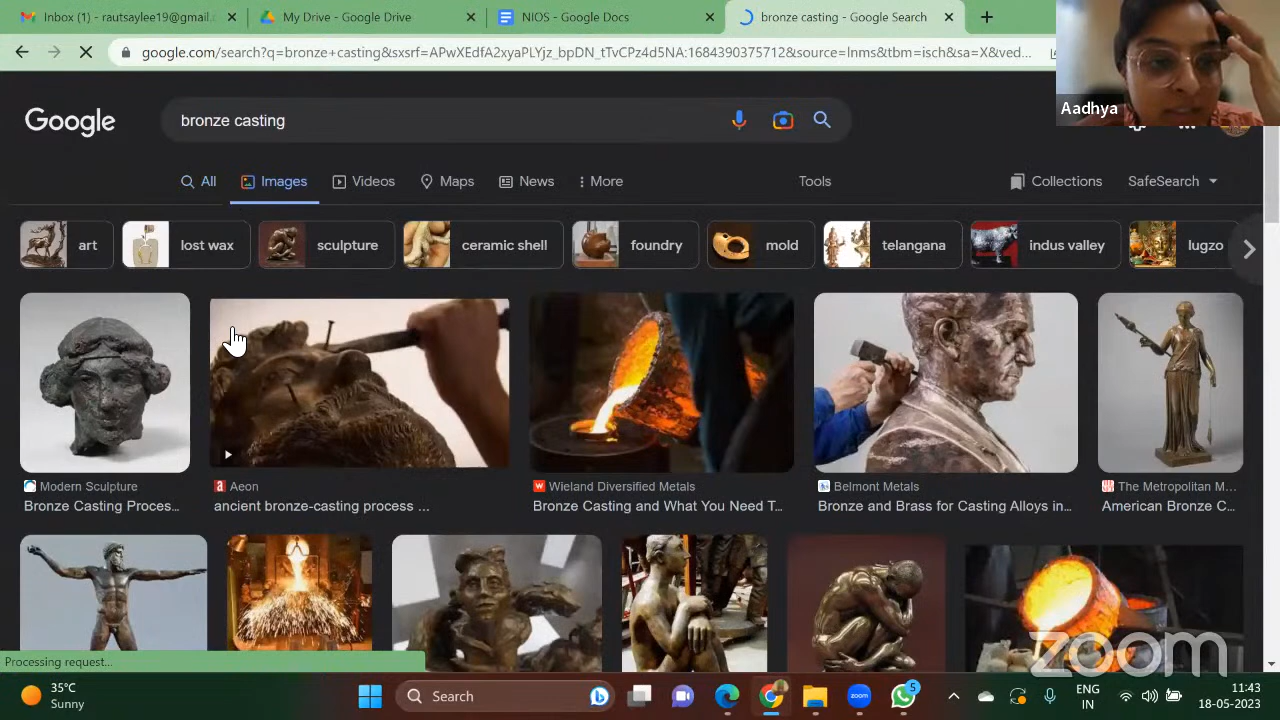 Inbox (1) - rautsaylee19@gmail.c
My Drive - Google Drive
NIOS - Google Docs
bronze casting - Google Search
google.com/search?q=bronze+casting&sxsrf=APwXEdfA2xyaPLYjz_bpDN_tTvCPz4d5NA:1684390375712&source=lnms&tbm=isch&sa=X&ved...
Aadhya
Google
bronze casting
All
Images
Videos
Maps
News
More
Tools
Collections
SafeSearch
art
lost wax
sculpture
ceramic shell
foundry
mold
telangana
indus valley
lugzo
Modern Sculpture
Bronze Casting Proces...
Aeon
ancient bronze-casting process ...
Wieland Diversified Metals
Bronze Casting and What You Need T...
Belmont Metals
Bronze and Brass for Casting Alloys in...
The Metropolitan M...
American Bronze C...
zoom
Processing request...
35°C
Sunny
Search
zoom
5
ENG
IN
11:43
18-05-2023